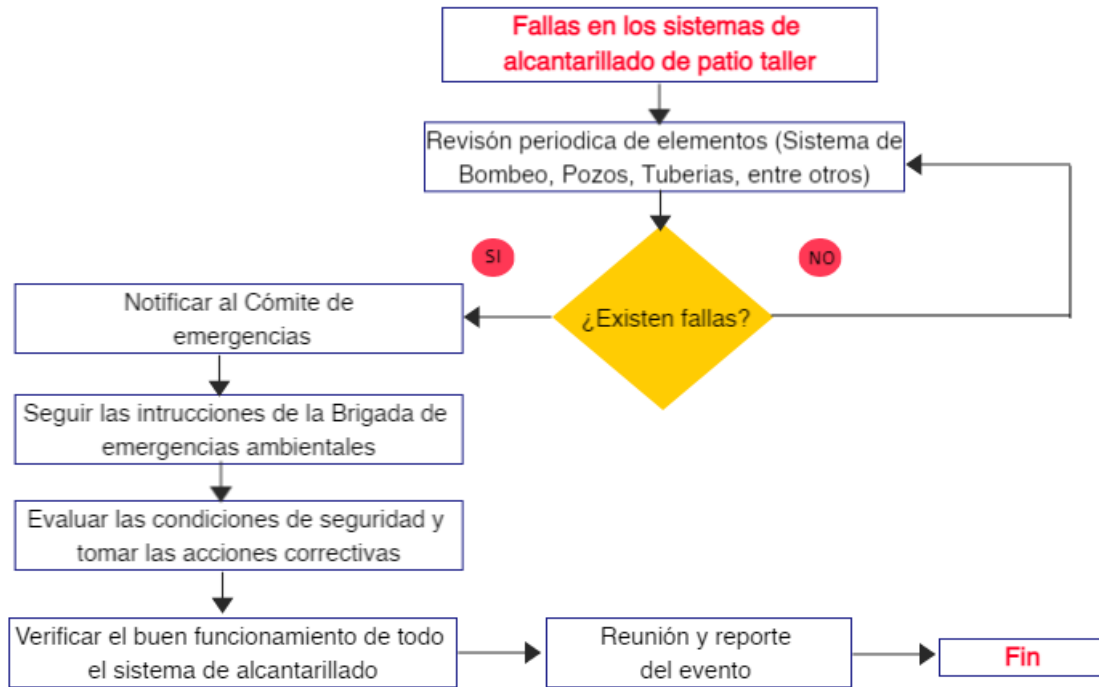 Fallas en los sistemas de
alcantarillado de patio taller
Revisón periodica de elementos (Sistema de
Bombeo, Pozos, Tuberias, entre otros)
SI
NO
¿Existen fallas?
Notificar al Cómite de
emergencias
Seguir las intrucciones de la Brigada de
emergencias ambientales
Evaluar las condiciones de seguridad y
tomar las acciones correctivas
Verificar el buen funcionamiento de todo
el sistema de alcantarillado
Reunión y reporte
del evento
Fin